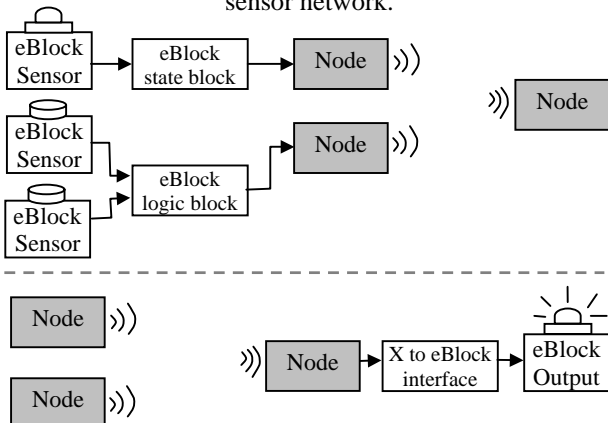 sensor network.
eBlock
Sensor
eBlock
state block
Node
Node
eBlock
Sensor
eBlock
Sensor
eBlock
logic block
Node
Node
Node
Node
X to eBlock
interface
eBlock
Output